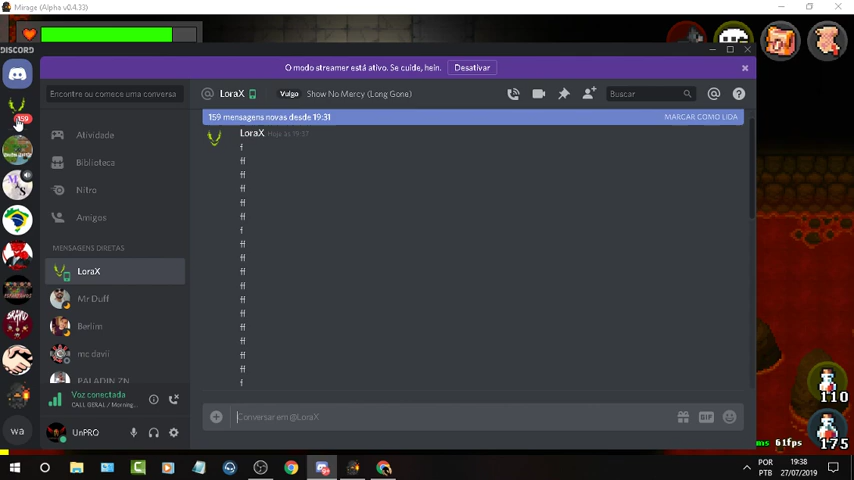 Mirage (Alpha v0.4.33)
DISCORD
O modo streamer está ativo. Se cuide, hein. Desativar
Encontre ou comece uma conversa
@ LoraX Vulgo Show No Mercy (Long Gone)
Buscar
159 mensagens novas desde 19:31 MARCAR COMO LIDA
159
Atividade
Biblioteca
Nitro
Amigos
MENSAGENS DIRETAS
LoraX
Mr Duff
Berlim
mc davii
PALADIN ZN
LoraX Hoje às 19:37
f
ff
ff
ff
ff
ff
f
ff
ff
ff
ff
ff
ff
ff
ff
ff
ff
f
Voz conectada
CALL GERAL / Morning...
wa
UnPRO
Conversar em @LoraX
GIF
110
175
ms 61fps
POR
PTB
19:38
27/07/2019